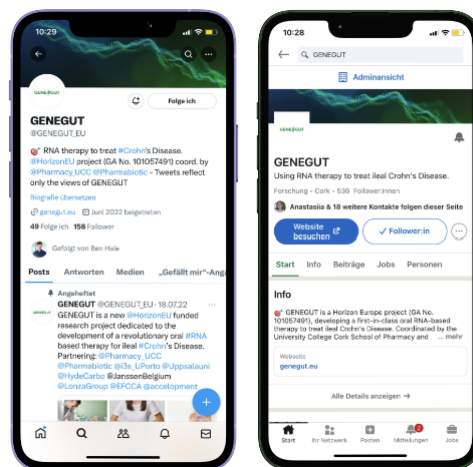 10:29
GENEGUT
Folge ich
GENEGUT
@GENEGUT_EU
RNA therapy to treat #Crohn's Disease.
@HorizonEU project (GA No. 101057491) coord. by
@Pharmacy_UCC @Pharmabiotic - Tweets reflect
only the views of GENEGUT
Biografie übersetzen
genegut.eu Juni 2022 beigetreten
49 Folge ich 158 Follower
Gefolgt von Ben Hale
Posts Antworten Medien „Gefällt mir“-Anga
Angeheftet
GENEGUT @GENEGUT_EU · 18.07.22
GENEGUT is a new @HorizonEU funded
research project dedicated to the
development of a revolutionary oral #RNA
based therapy for ileal #Crohn's Disease.
Partnering: @Pharmacy_UCC
@Pharmabiotic @i3s_UPorto @Uppsalauni
@HydeCarbo @JanssenBelgium
@LonzaGroup @EFCCA @accelopment
10:28
GENEGUT
Adminansicht
GENEGUT
GENEGUT
Using RNA therapy to treat ileal Crohn's Disease.
Forschung · Cork · 536 Follower:innen
Anastasiia & 18 weitere Kontakte folgen dieser Seite
Website
besuchen
Follower:in
Start Info Beiträge Jobs Personen
Info
GENEGUT is a Horizon Europe project (GA No.
101057491), developing a first-in-class oral RNA-based
therapy to treat ileal Crohn's Disease. Coordinated by the
University College Cork School of Pharmacy and ... mehr
Website
genegut.eu
Alle Details anzeigen →
2
Start Ihr Netzwerk Posten Mitteilungen Jobs